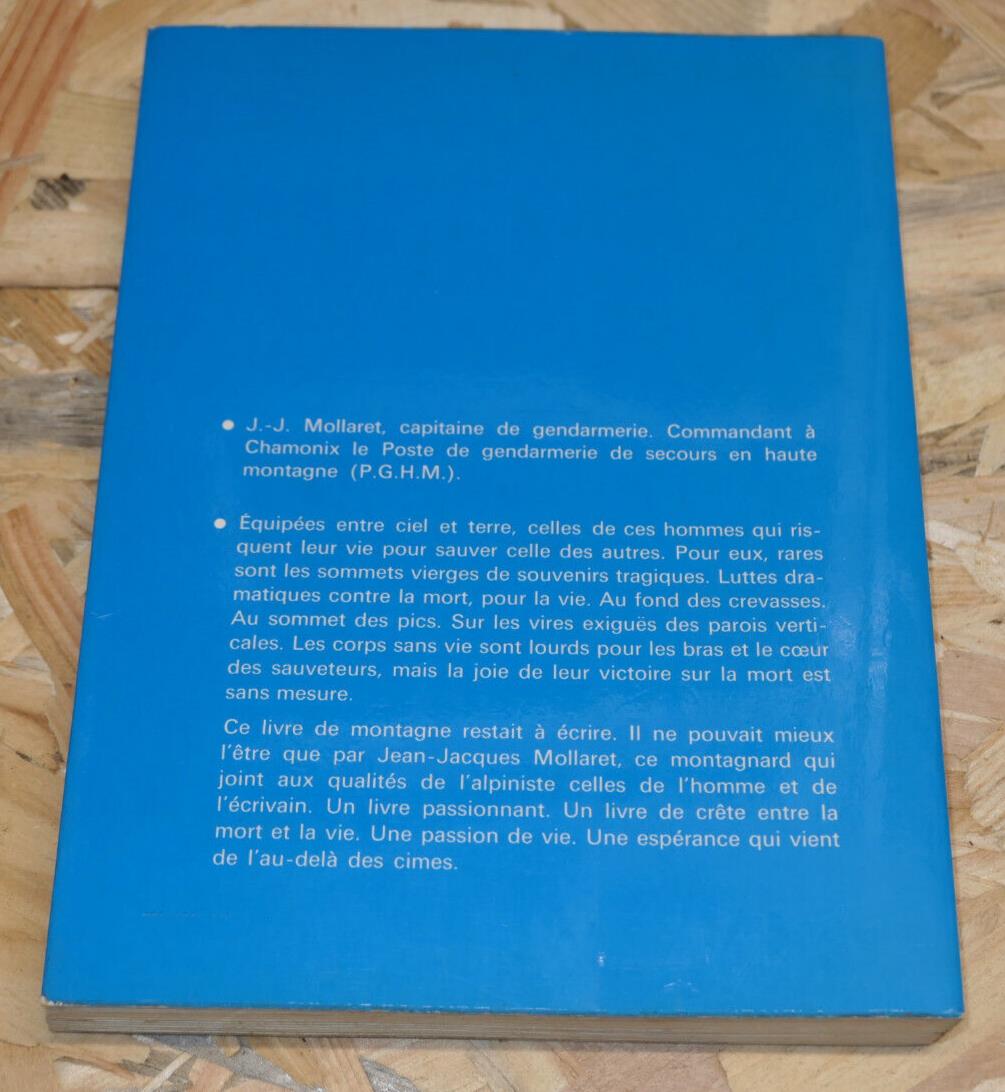 ● J.-J. Mollaret, capitaine de gendarmerie. Commandant à
Chamonix le Poste de gendarmerie de secours en haute
montagne (P.G.H.M.).
● Équipées entre ciel et terre, celles de ces hommes qui ris-
quent leur vie pour sauver celle des autres. Pour eux, rares
sont les sommets vierges de souvenirs tragiques. Luttes dra-
matiques contre la mort, pour la vie. Au fond des crevasses.
Au sommet des pics. Sur les vires exiguës des parois verti-
cales. Les corps sans vie sont lourds pour les bras et le cœur
des sauveteurs, mais la joie de leur victoire sur la mort est
sans mesure.
Ce livre de montagne restait à écrire. Il ne pouvait mieux
l'être que par Jean-Jacques Mollaret, ce montagnard qui
joint aux qualités de l'alpiniste celles de l'homme et de
l'écrivain. Un livre passionnant. Un livre de crête entre la
mort et la vie. Une passion de vie. Une espérance qui vient
de l'au-delà des cimes.